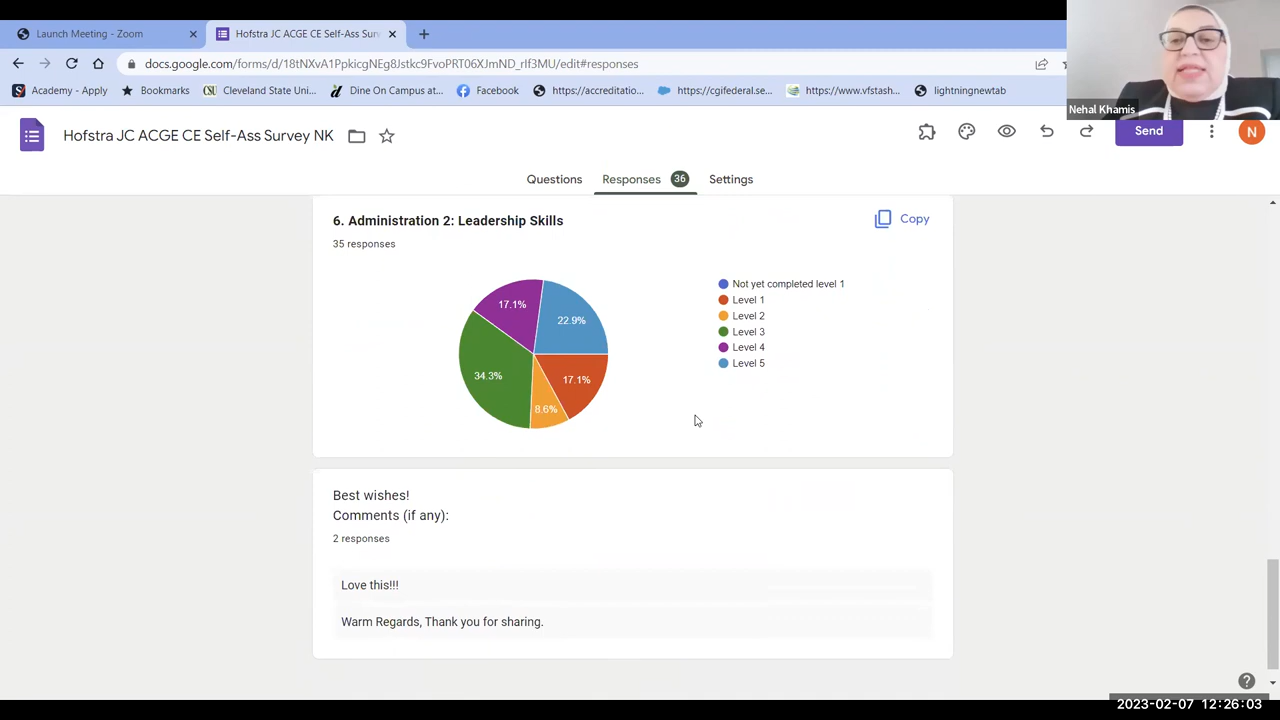 Launch Meeting - Zoom
Hofstra JC ACGE CE Self-Ass Surv
docs.google.com/forms/d/18tNXvA1PpkicgNEg8Jstkc9FvoPRT06XJmND_rIf3MU/edit#responses
Academy - Apply
Bookmarks
Cleveland State Uni...
Dine On Campus at...
Facebook
https://accreditatio...
https://cgifederal.se...
https://www.vfstash...
lightningnewtab
Nehal Khamis
Hofstra JC ACGE CE Self-Ass Survey NK
Send
N
Questions
Responses 36
Settings
6. Administration 2: Leadership Skills
Copy
35 responses
17.1%
22.9%
34.3%
17.1%
8.6%
Not yet completed level 1
Level 1
Level 2
Level 3
Level 4
Level 5
Best wishes!
Comments (if any):
2 responses
Love this!!!
Warm Regards, Thank you for sharing.
2023-02-07 12:26:03